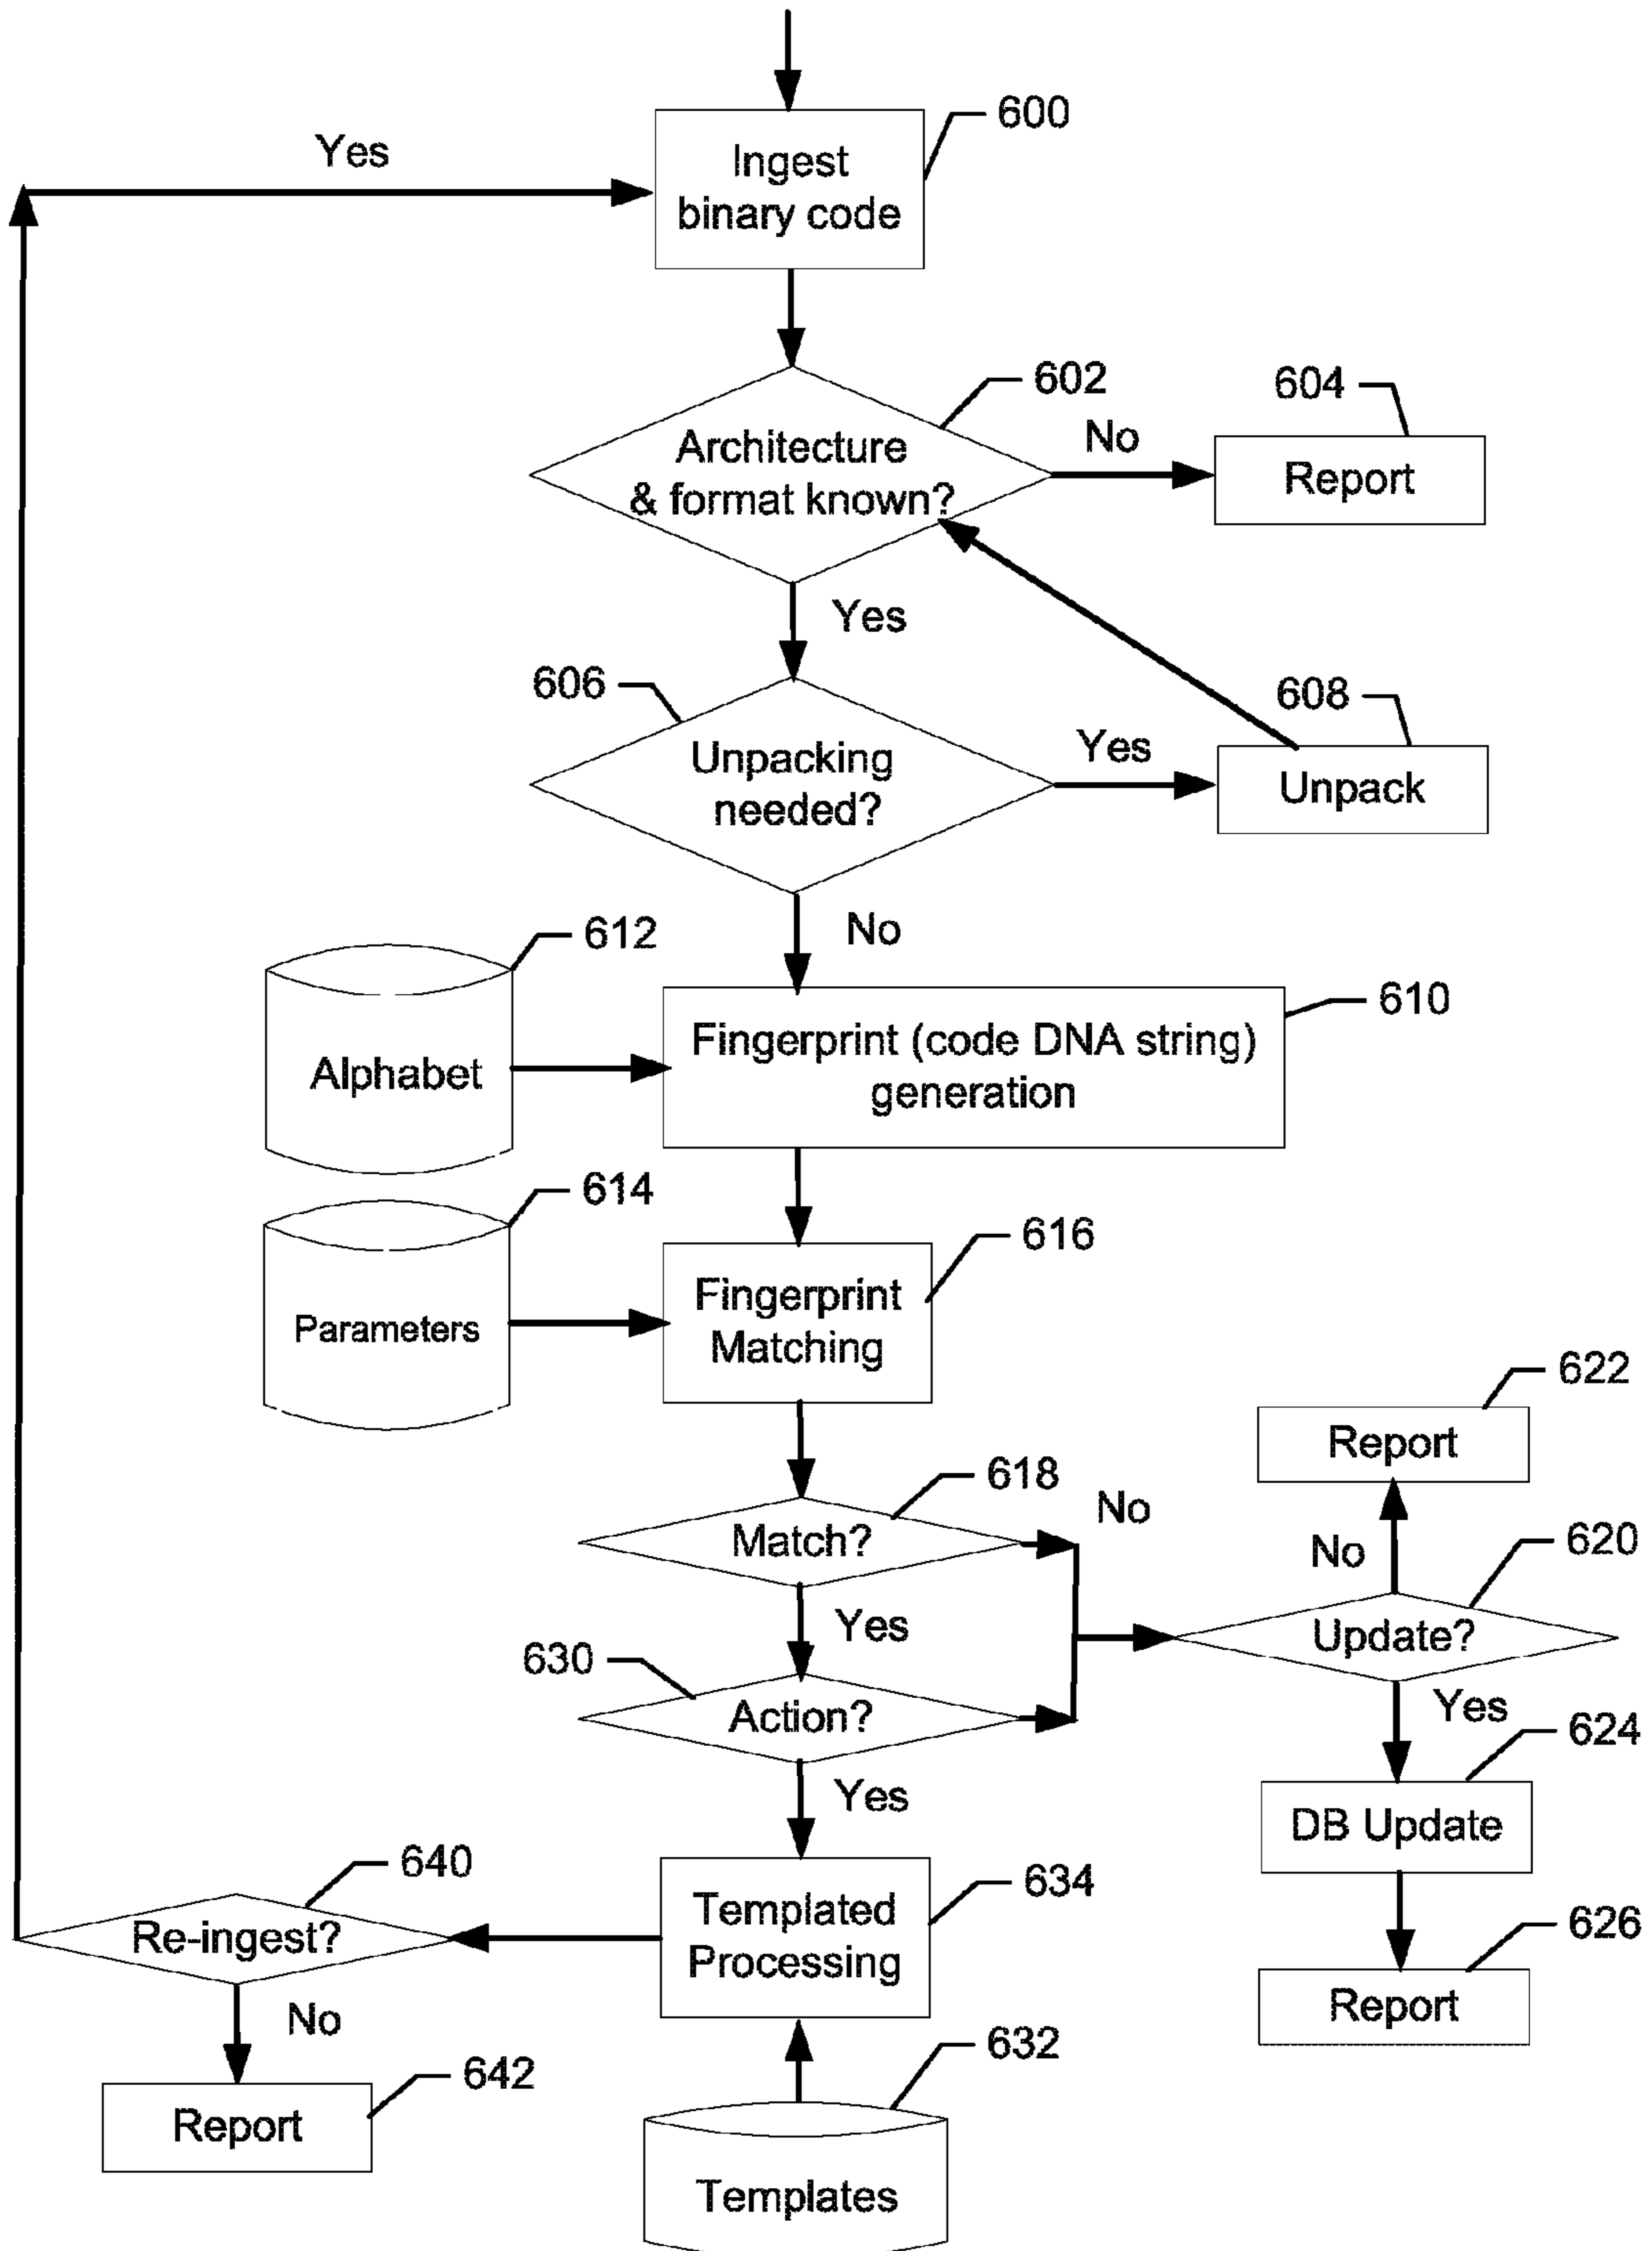 600
Yes
Ingest
binary code
602
604
Architecture
& format known?
No
Report
Yes
606
608
Unpacking
needed?
Yes
Unpack
No
612
610
Alphabet
Fingerprint (code DNA string)
generation
614
616
Parameters
Fingerprint
Matching
622
Report
618
No
Match?
No
620
Yes
Update?
630
Action?
Yes
624
Yes
DB Update
640
634
Re-ingest?
Templated
Processing
626
Report
No
632
642
Report
Templates